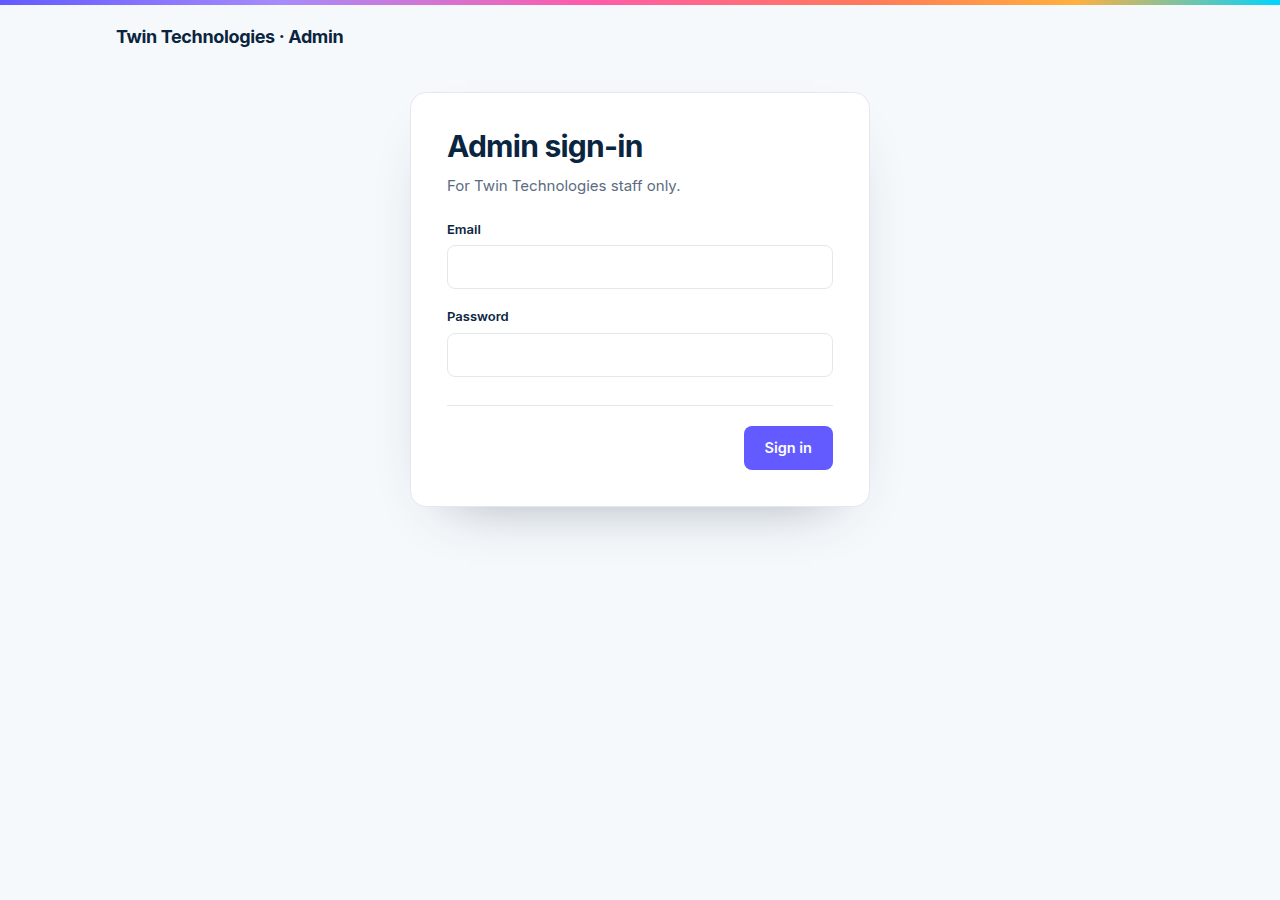 Twin Technologies · Admin
Admin sign-in
For Twin Technologies staff only.
Email
Password
Sign in